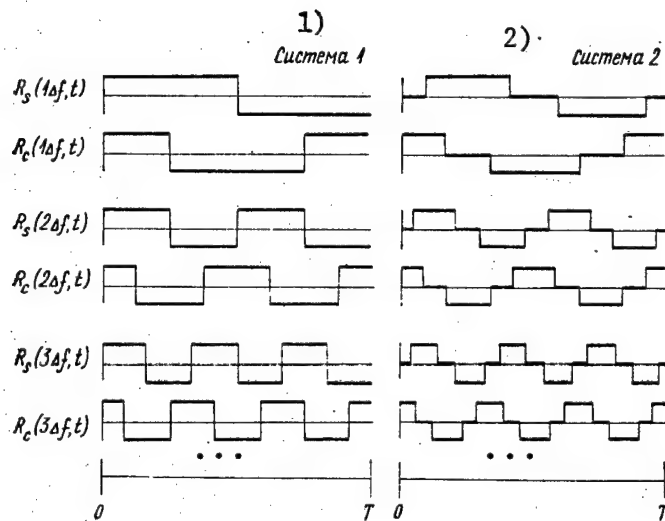 1)
2)
Система 1
Система 2
R_s(1Δf,t)
R_c(1Δf,t)
R_s(2Δf,t)
R_c(2Δf,t)
R_s(3Δf,t)
R_c(3Δf,t)
• • •
• • •
0 T
0 T